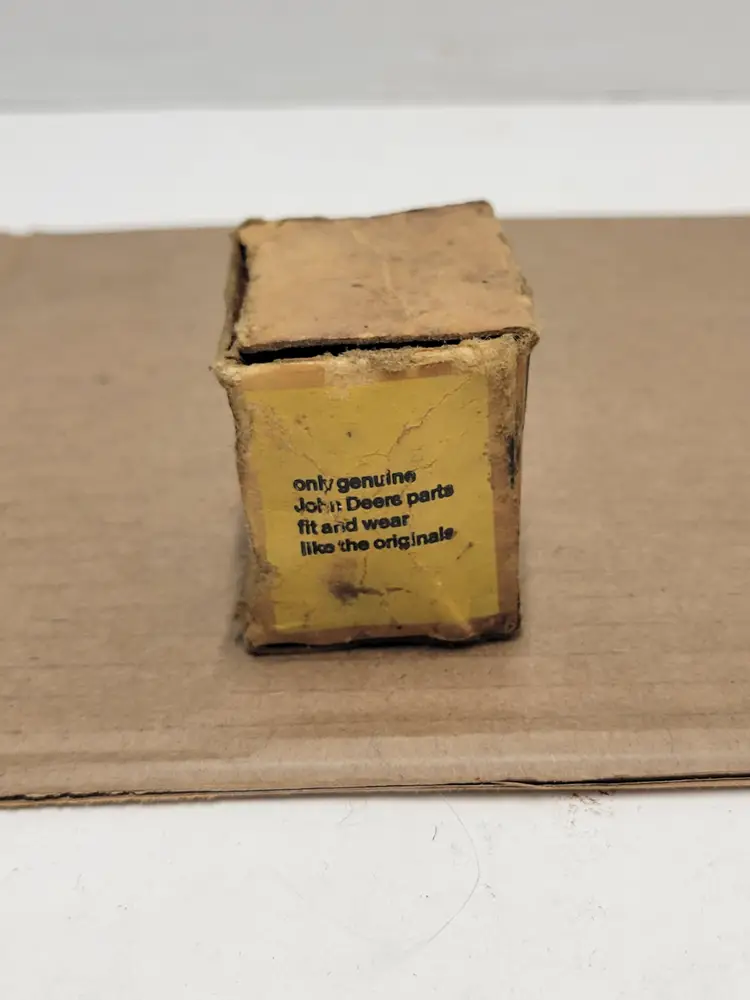 only genuine
John Deere parts
fit and wear
like the originals